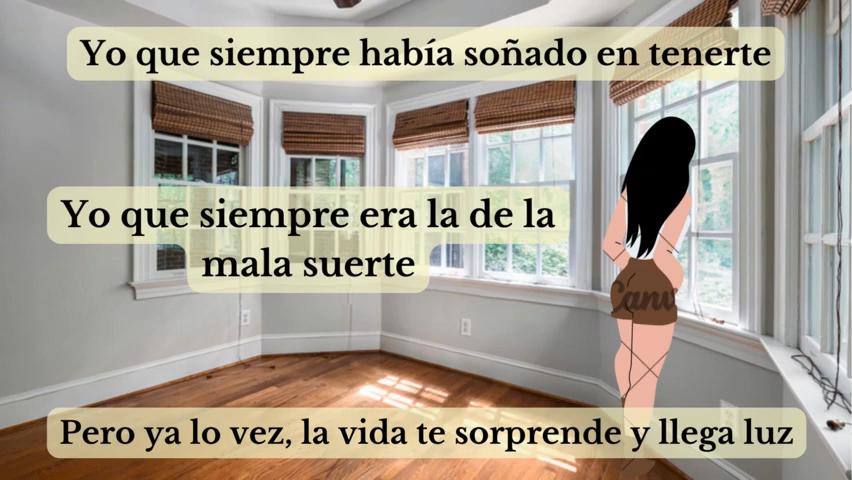 Yo que siempre había soñado en tenerte
Yo que siempre era la de la
mala suerte
Pero ya lo vez, la vida te sorprende y llega luz
Canv